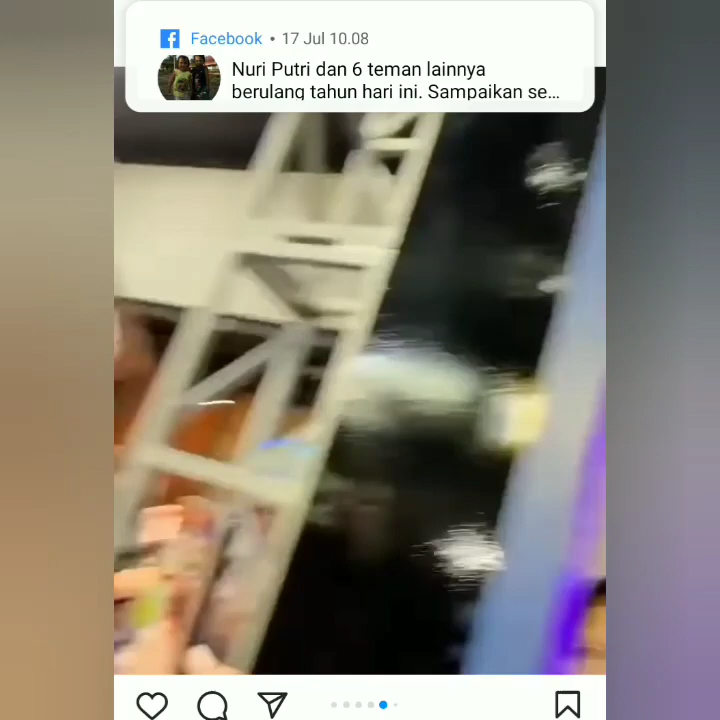 Facebook • 17 Jul 10.08
Nuri Putri dan 6 teman lainnya
berulang tahun hari ini. Sampaikan se...